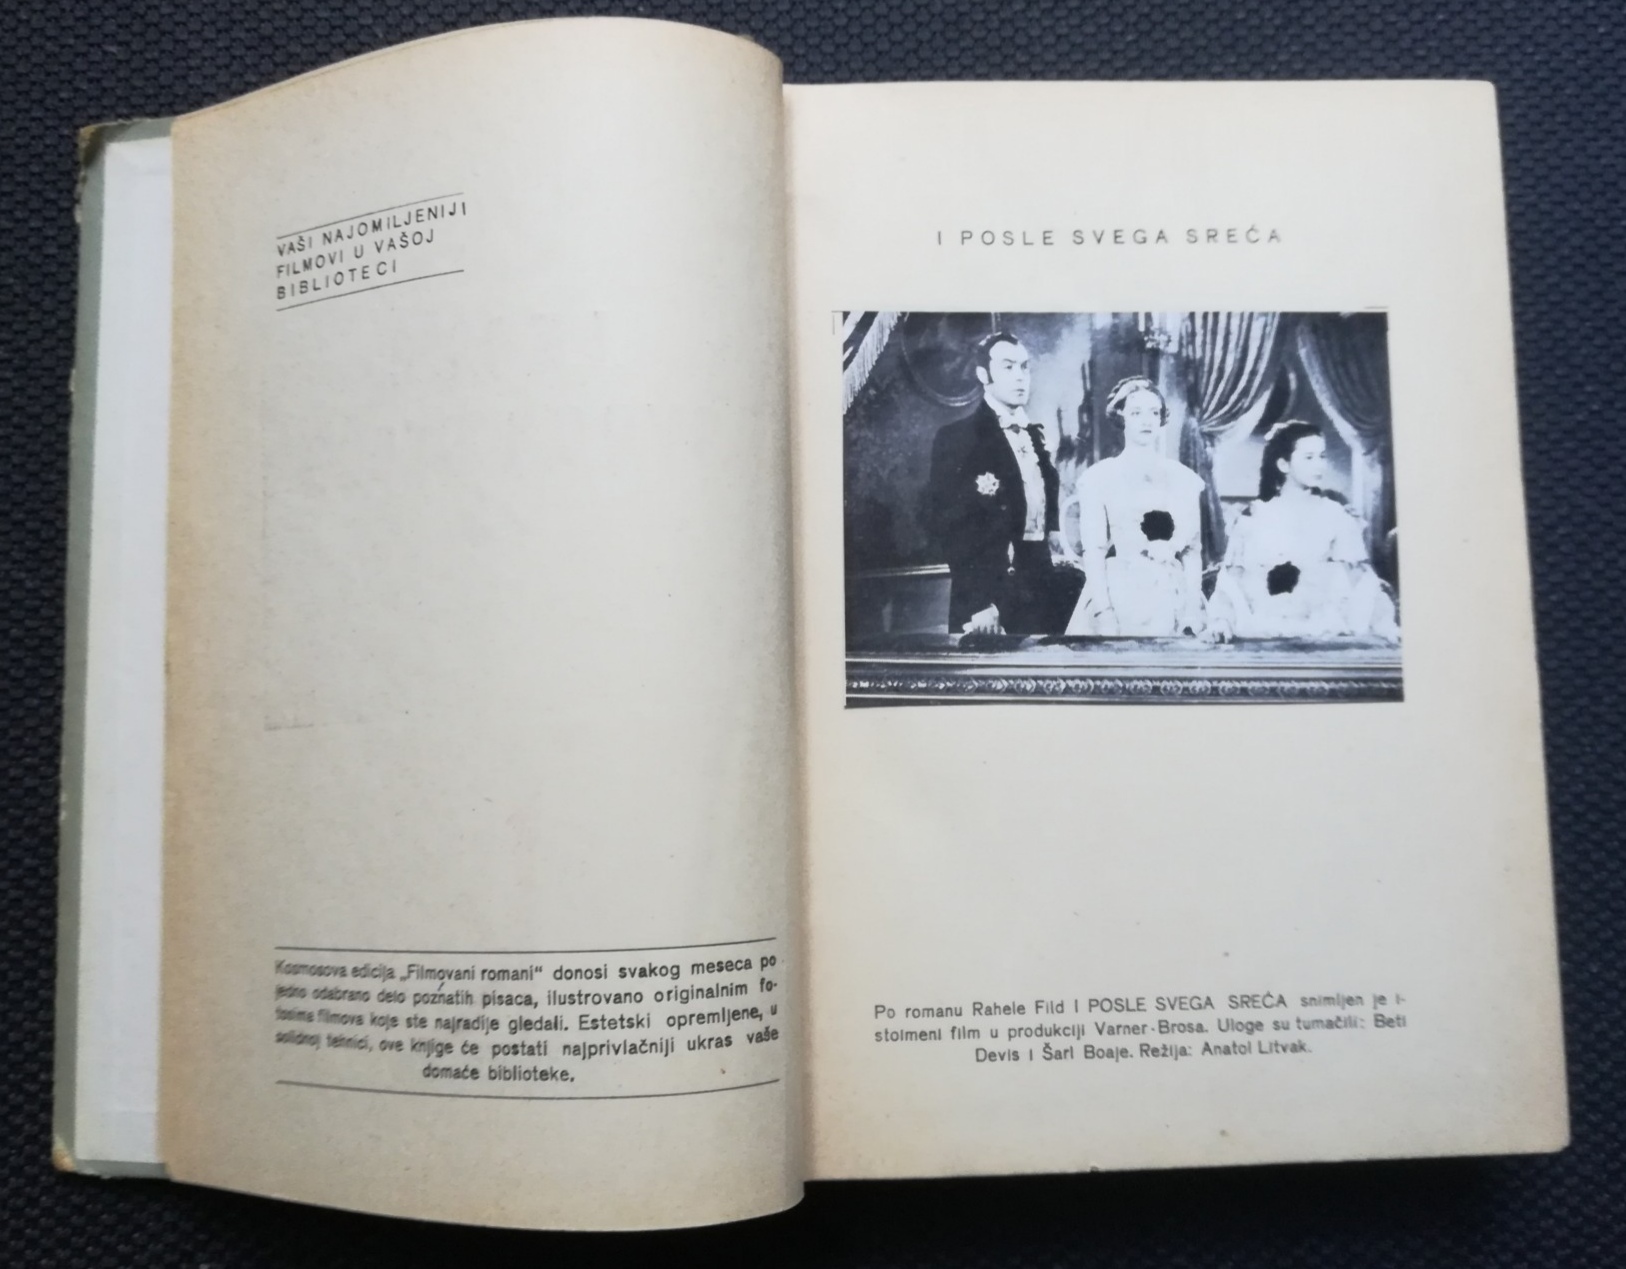 VAŠI NAJOMILJENIJI
FILMOVI U VAŠOJ
BIBLIOTECI
Kosmosova edicija „Filmovani romani“ donosi svakog meseca po
jedno odabrano delo poznatih pisaca, ilustrovano originalnim fo-
tosima filmova koje ste najradije gledali. Estetski opremljene, u
solidnoj tehnici, ove knjige će postati najprivlačniji ukras vaše
domaće biblioteke.
I POSLE SVEGA SREĆA
Po romanu Rahele Fild I POSLE SVEGA SREĆA snimljen je i-
stoimeni film u produkciji Varner-Brosa. Uloge su tumačili: Beti
Devis i Šarl Boaje. Režija: Anatol Litvak.